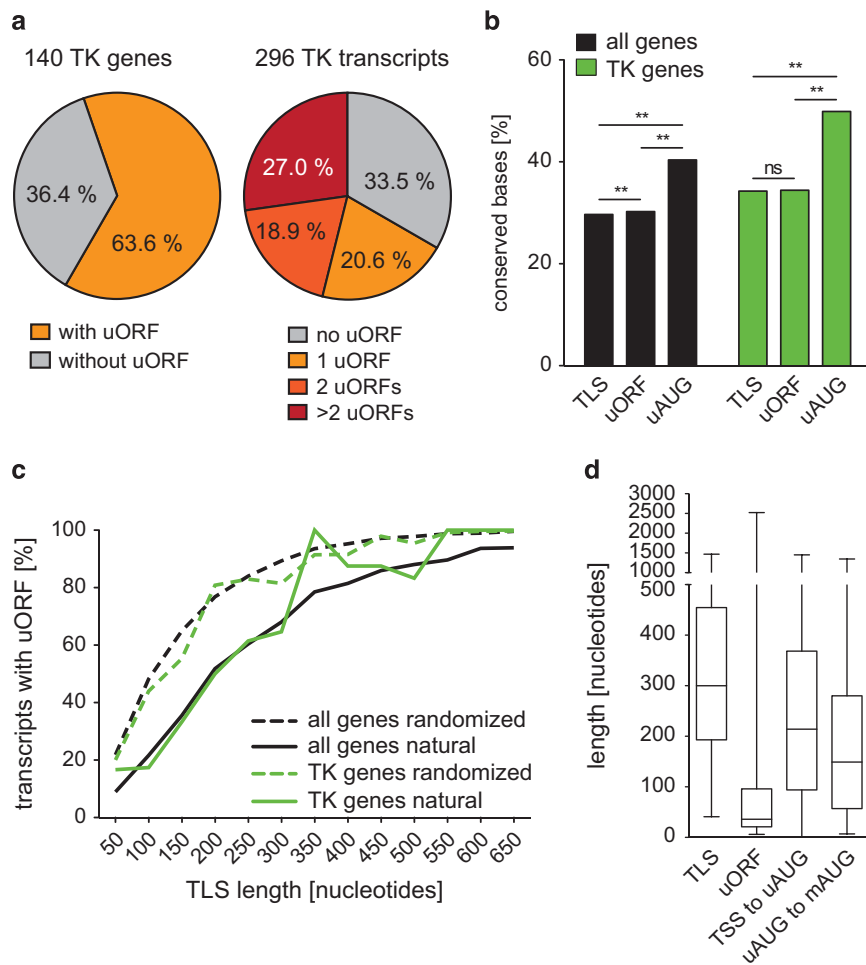 a
140 TK genes
296 TK transcripts
36.4 %
63.6 %
27.0 %
33.5 %
18.9 %
20.6 %
with uORF
without uORF
no uORF
1 uORF
2 uORFs
>2 uORFs
b
all genes
TK genes
conserved bases [%]
60
40
20
0
**
**
**
**
**
ns
TLS
uORF
uAUG
TLS
uORF
uAUG
c
transcripts with uORF [%]
100
80
60
40
20
0
all genes randomized
all genes natural
TK genes randomized
TK genes natural
50
100
150
200
250
300
350
400
450
500
550
600
650
TLS length [nucleotides]
d
length [nucleotides]
3000
2500
2000
1500
1000
500
400
300
200
100
0
TLS
uORF
TSS to uAUG
uAUG to mAUG